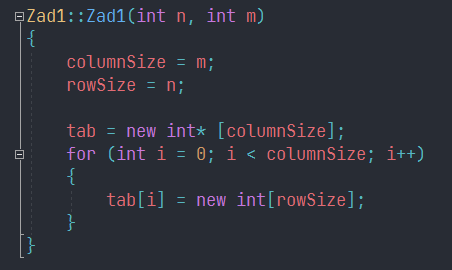 Zad1::Zad1(int n, int m)
{
    columnSize = m;
    rowSize = n;

    tab = new int* [columnSize];
    for (int i = 0; i < columnSize; i++)
    {
        tab[i] = new int[rowSize];
    }
}